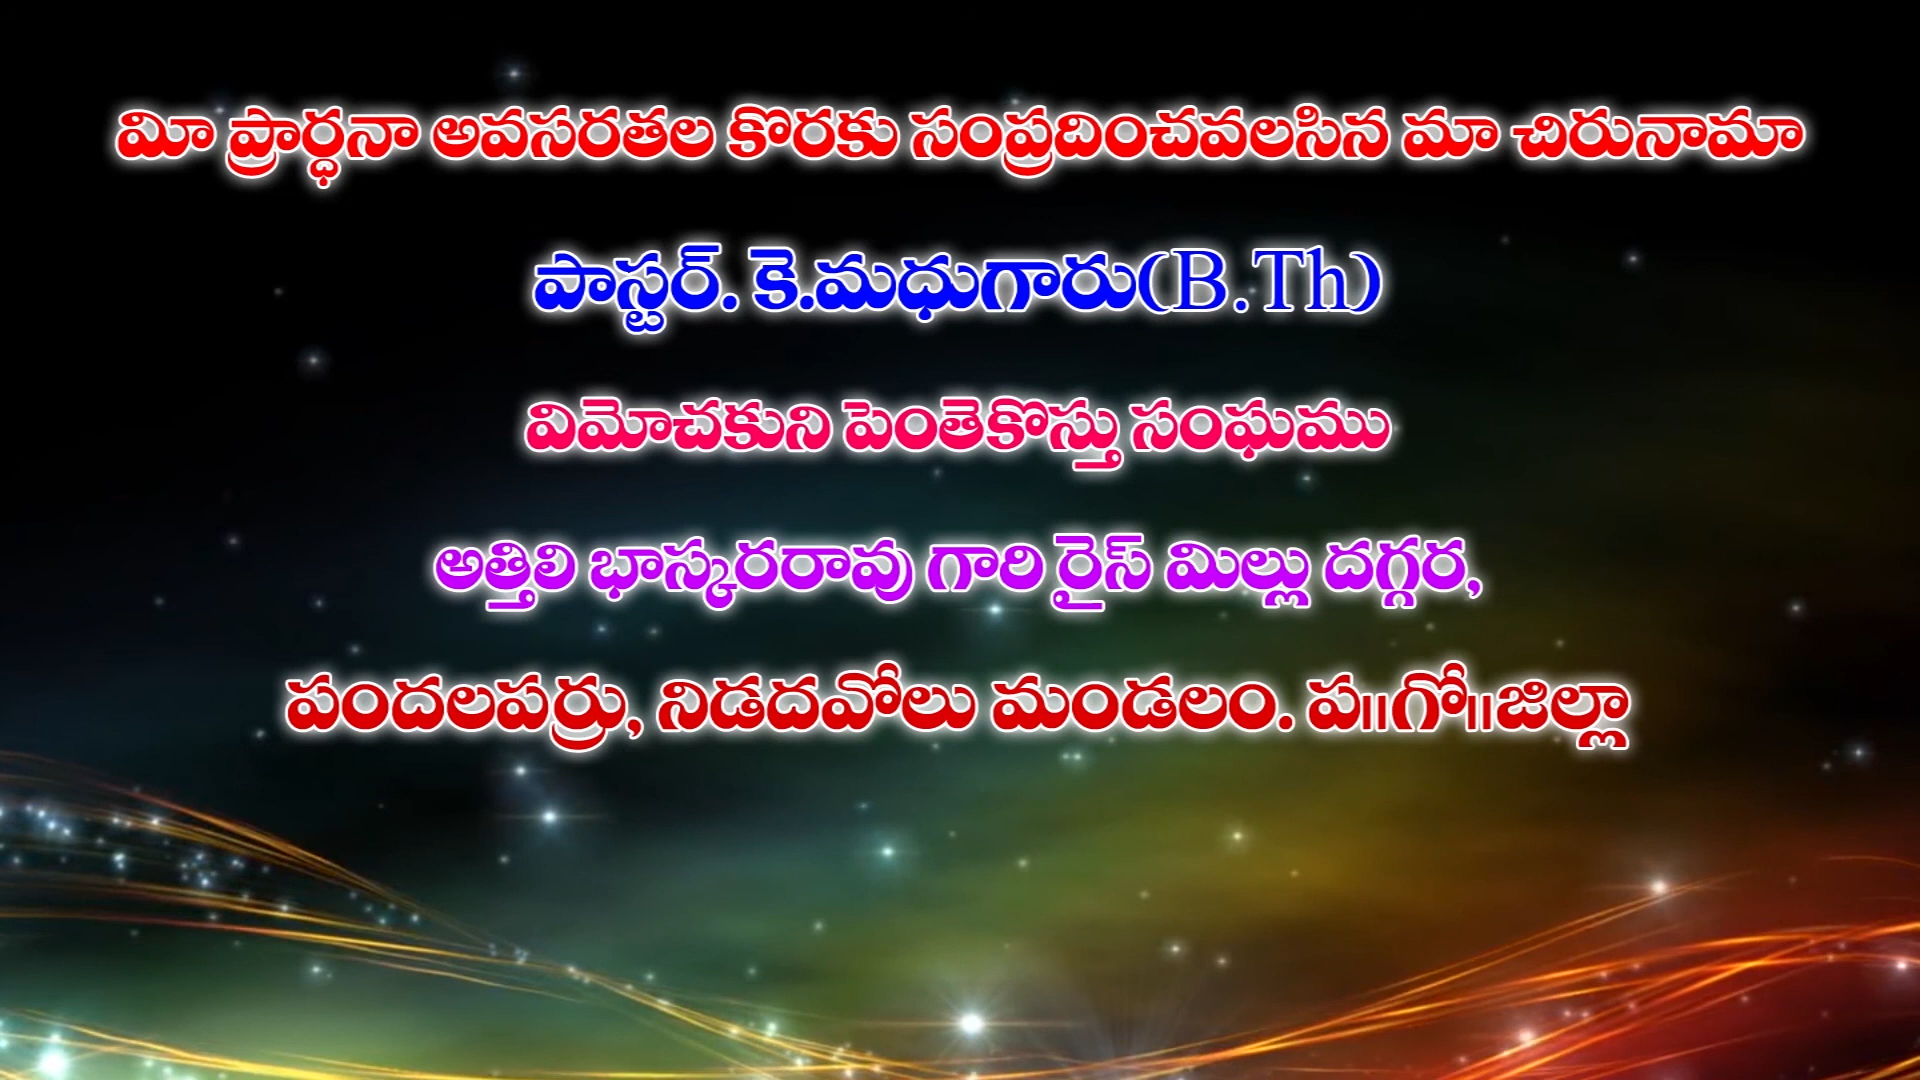 మీ ప్రార్ధనా అవసరతల కొరకు సంప్రదించవలసిన మా చిరునామా
పాస్టర్. కె.మధుగారు(B.Th)
విమోచకుని పెంతెకొస్తు సంఘము
అత్తిలి భాస్కరరావు గారి రైస్ మిల్లు దగ్గర,
పందలపర్రు, నిడదవోలు మండలం. ప॥గో॥జిల్లా